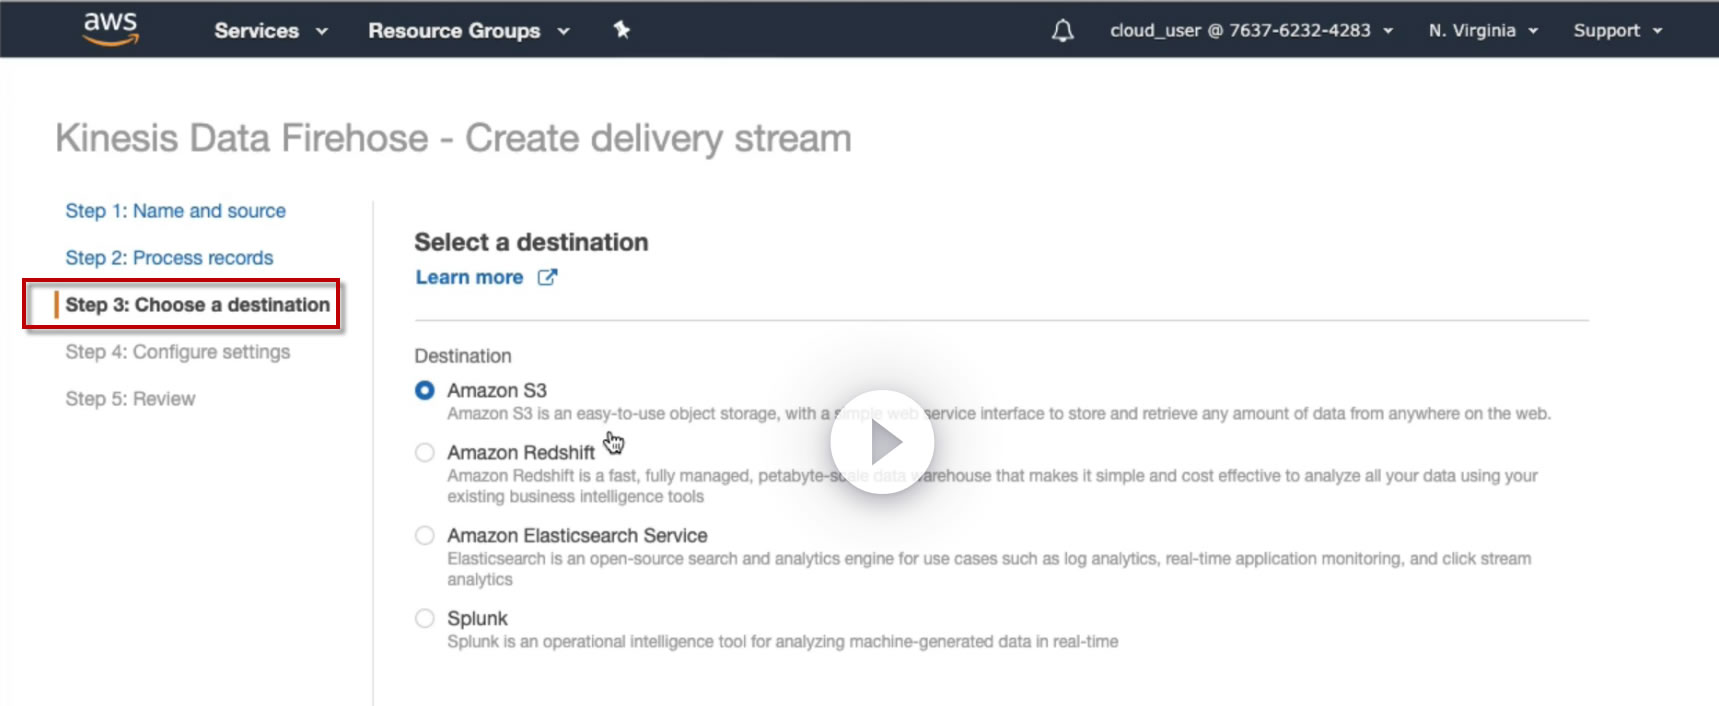 aws Services Resource Groups cloud_user @ 7637-6232-4283 N. Virginia Support
Kinesis Data Firehose - Create delivery stream
Step 1: Name and source
Step 2: Process records
Step 3: Choose a destination
Step 4: Configure settings
Step 5: Review
Select a destination
Learn more
Destination
Amazon S3
Amazon S3 is an easy-to-use object storage, with a simple web service interface to store and retrieve any amount of data from anywhere on the web.
Amazon Redshift
Amazon Redshift is a fast, fully managed, petabyte-scale data warehouse that makes it simple and cost effective to analyze all your data using your
existing business intelligence tools
Amazon Elasticsearch Service
Elasticsearch is an open-source search and analytics engine for use cases such as log analytics, real-time application monitoring, and click stream
analytics
Splunk
Splunk is an operational intelligence tool for analyzing machine-generated data in real-time